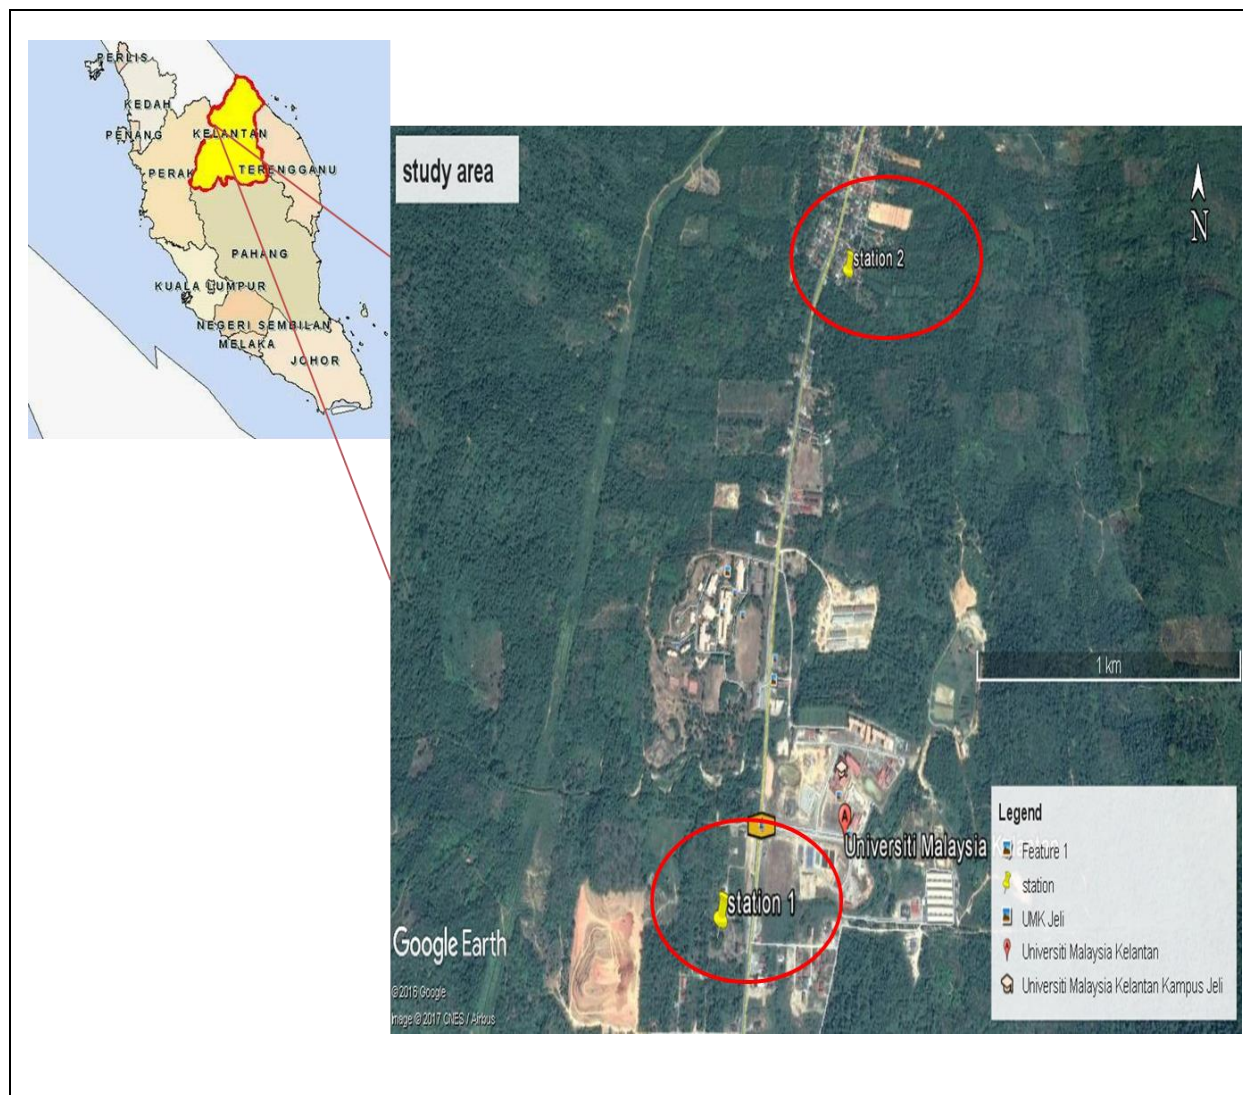 PERLIS
KEDAH
PENANG
KELANTAN
PERAK
TERENGGANU
PAHANG
KUALA LUMPUR
NEGERI SEMBILAN
MELAKA
JOHOR
study area
N
station 2
1 km
A
Universiti Malaysia
station 1
Legend
Feature 1
station
UMK Jeli
A Universiti Malaysia Kelantan
Universiti Malaysia Kelantan Kampus Jeli
Google Earth
©2016 Google
Image © 2017 CNES / Airbus